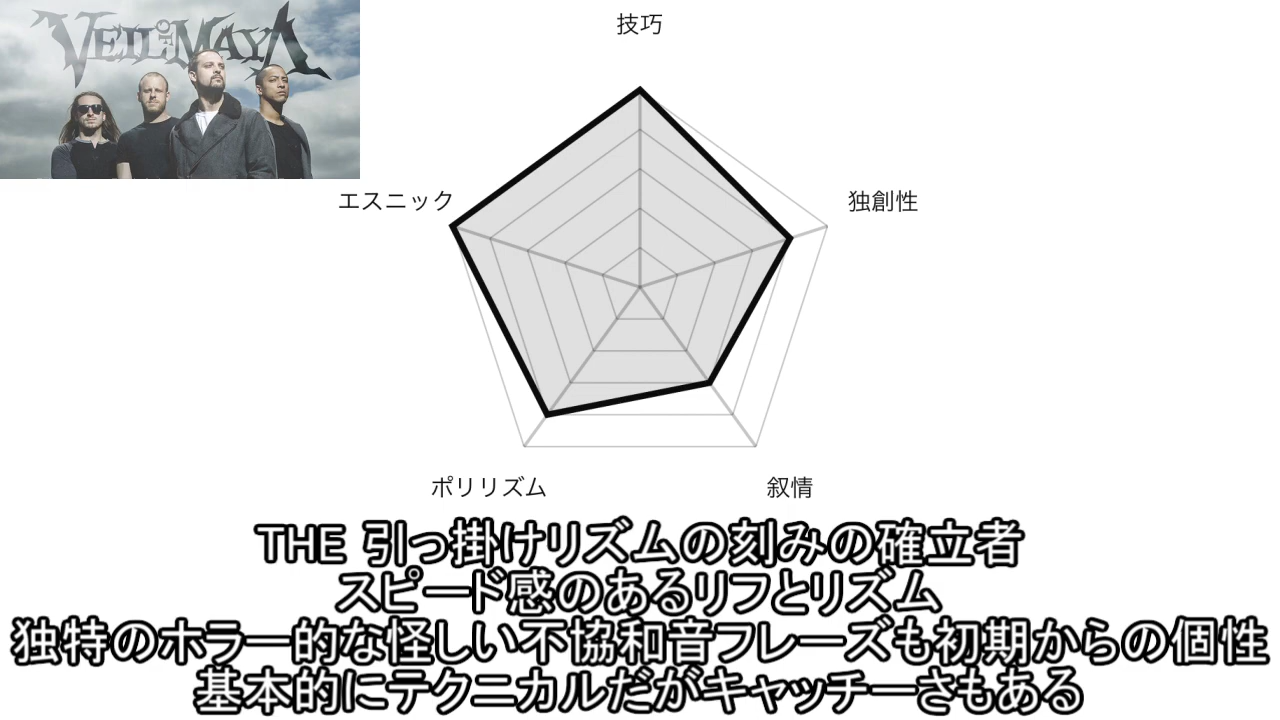 VEIL OF MAYA
技巧
エスニック
独創性
ポリリズム
叙情
THE 引っ掛けリズムの刻みの確立者
スピード感のあるリフとリズム
独特のホラー的な怪しい不協和音フレーズも初期からの個性
基本的にテクニカルだがキャッチーさもある